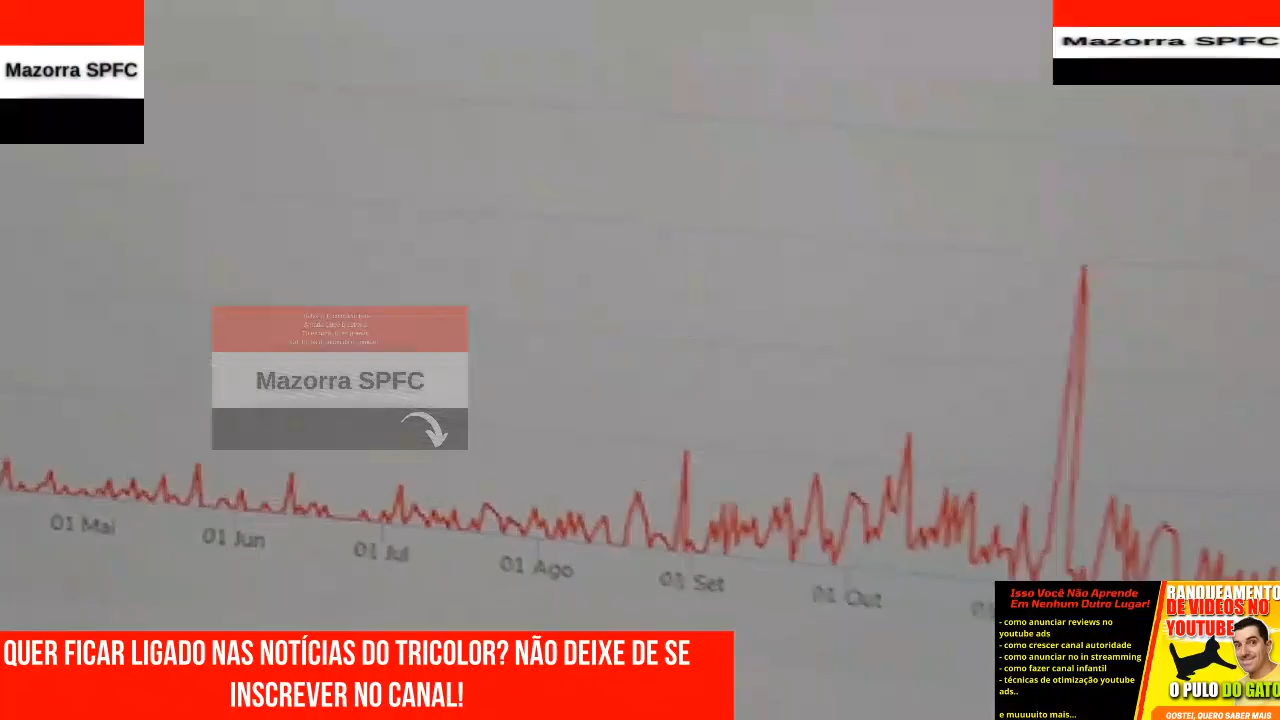 Mazorra SPFC
Mazorra SPFC
Mazorra SPFC
01 Mai
01 Jun
01 Jul
01 Ago
01 Set
01 Out
QUER FICAR LIGADO NAS NOTÍCIAS DO TRICOLOR? NÃO DEIXE DE SE
INSCREVER NO CANAL!
Isso Você Não Aprende
Em Nenhum Outro Lugar!
- como anunciar reviews no
youtube ads
- como crescer canal autoridade
- como anunciar no in streamming
- como fazer canal infantil
- técnicas de otimização youtube
ads..
e muuuuito mais...
RANQUEAMENTO
DE VIDEOS NO
YOUTUBE
O PULO DO GATO
GOSTEI, QUERO SABER MAIS